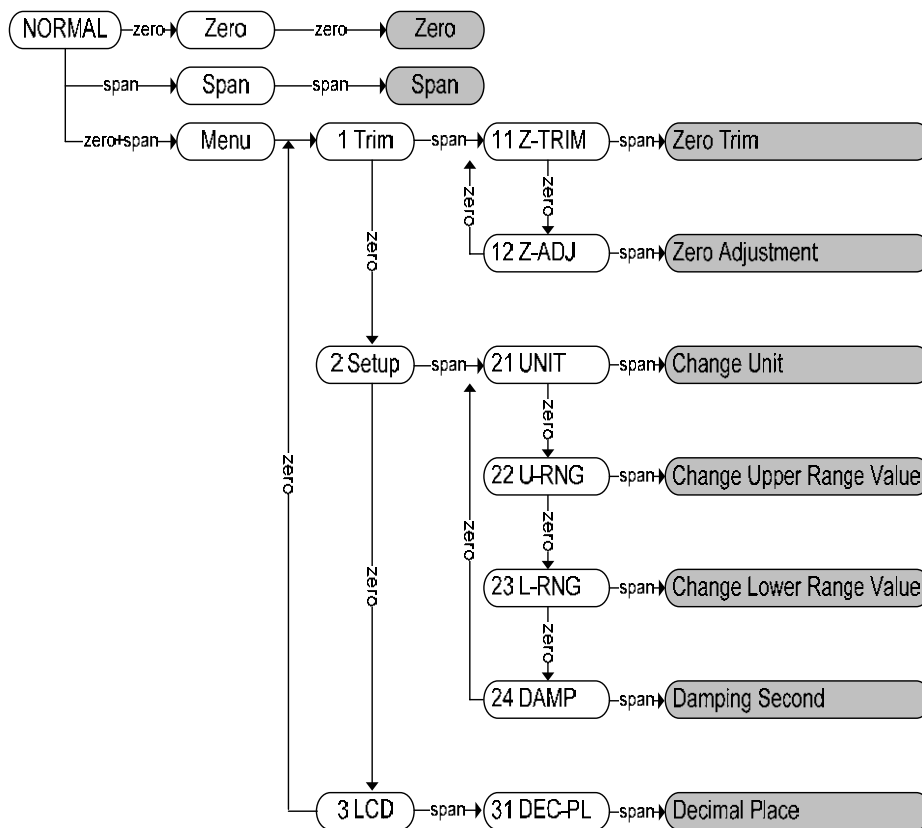 NORMAL zero Zero zero Zero
span Span span Span
zero+span Menu 1 Trim span 11 Z-TRIM span Zero Trim
zero zero zero
12 Z-ADJ span Zero Adjustment
2 Setup span 21 UNIT span Change Unit
zero
22 U-RNG span Change Upper Range Value
zero zero zero zero
23 L-RNG span Change Lower Range Value
zero
24 DAMP span Damping Second
3 LCD span 31 DEC-PL span Decimal Place